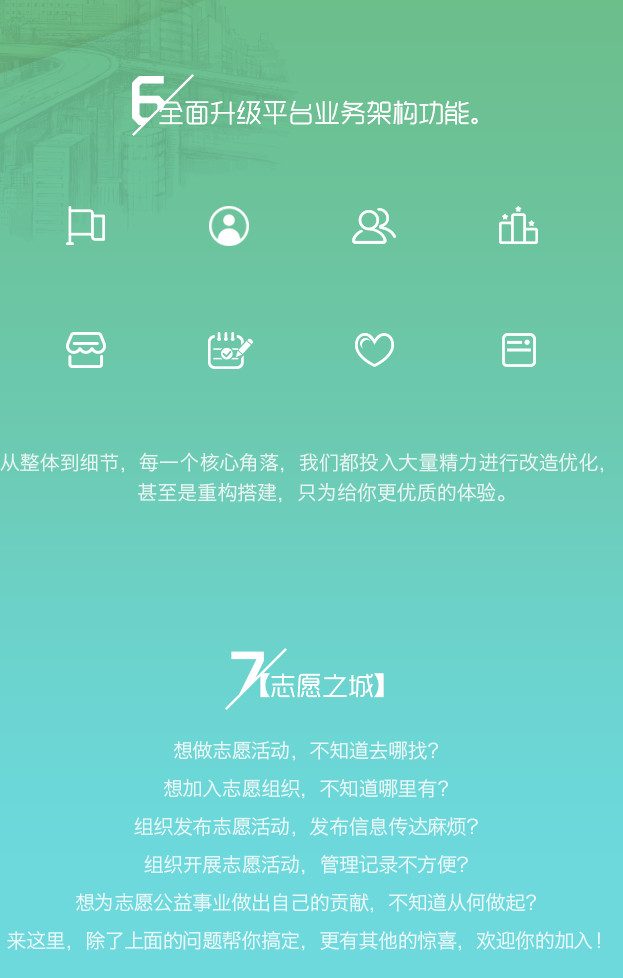 6/全面升级平台业务架构功能。
从整体到细节，每一个核心角落，我们都投入大量精力进行改造优化，
甚至是重构搭建，只为给你更优质的体验。
7/【志愿之城】
想做志愿活动，不知道去哪找？
想加入志愿组织，不知道哪里有？
组织发布志愿活动，发布信息传达麻烦？
组织开展志愿活动，管理记录不方便？
想为志愿公益事业做出自己的贡献，不知道从何做起？
来这里，除了上面的问题帮你搞定，更有其他的惊喜，欢迎你的加入！